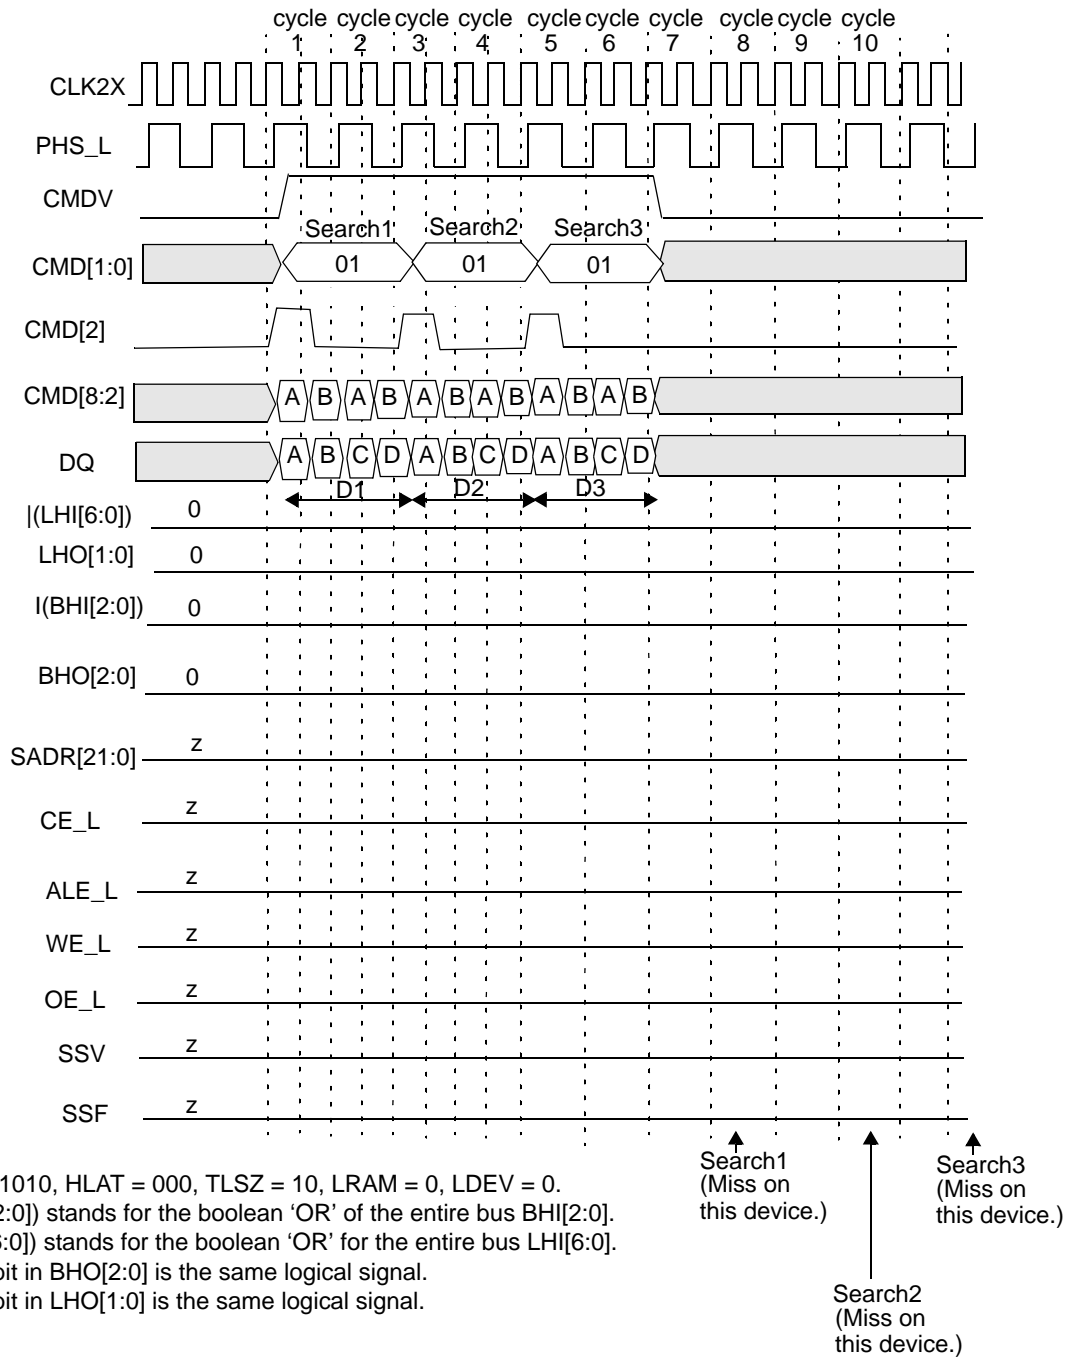 cycle cycle cycle cycle cycle cycle cycle cycle cycle cycle
1 2 3 4 5 6 7 8 9 10
CLK2X
PHS_L
CMDV
Search1 Search2 Search3
CMD[1:0] 01 01 01
CMD[2]
CMD[8:2] A B A B A B A B A B A B
DQ A B C D A B C D A B C D
D1 D2 D3
|(LHI[6:0]) 0
LHO[1:0] 0
I(BHI[2:0]) 0
BHO[2:0] 0
SADR[21:0] z
CE_L z
ALE_L z
WE_L z
OE_L z
SSV z
SSF z
Search1
(Miss on
this device.)
Search3
(Miss on
this device.)
1010, HLAT = 000, TLSZ = 10, LRAM = 0, LDEV = 0.
2:0]) stands for the boolean ‘OR’ of the entire bus BHI[2:0].
6:0]) stands for the boolean ‘OR’ for the entire bus LHI[6:0].
bit in BHO[2:0] is the same logical signal.
bit in LHO[1:0] is the same logical signal.
Search2
(Miss on
this device.)